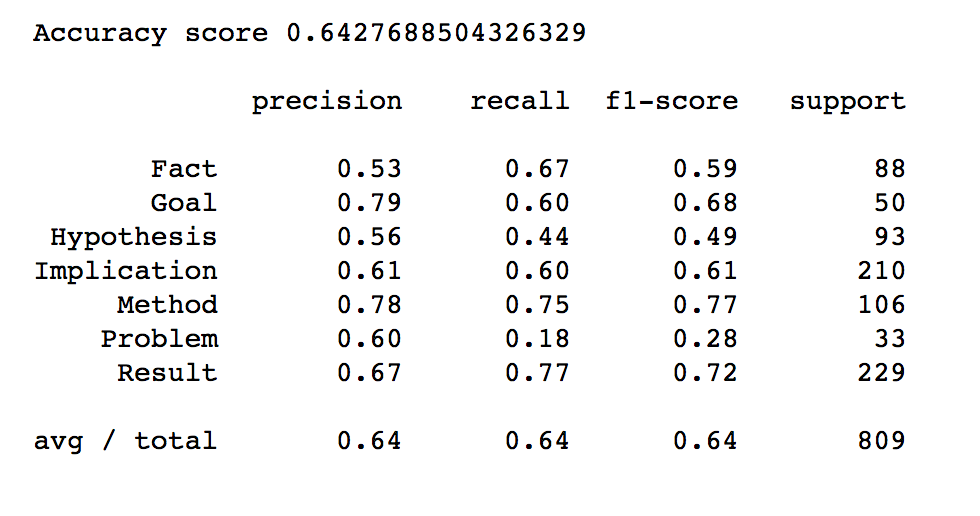 Accuracy score 0.6427688504326329
precision recall f1-score support
Fact 0.53 0.67 0.59 88
Goal 0.79 0.60 0.68 50
Hypothesis 0.56 0.44 0.49 93
Implication 0.61 0.60 0.61 210
Method 0.78 0.75 0.77 106
Problem 0.60 0.18 0.28 33
Result 0.67 0.77 0.72 229
avg / total 0.64 0.64 0.64 809